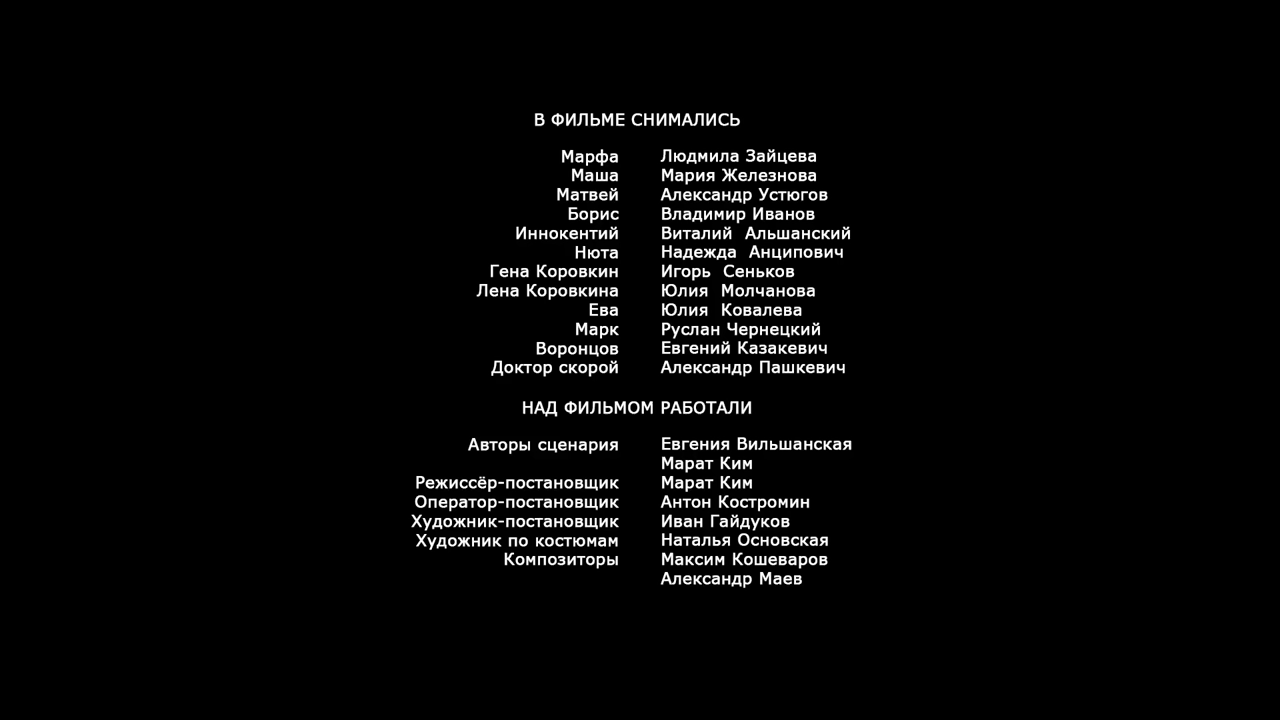 В ФИЛЬМЕ СНИМАЛИСЬ
Марфа Людмила Зайцева
Маша Мария Железнова
Матвей Александр Устюгов
Борис Владимир Иванов
Иннокентий Виталий Альшанский
Нюта Надежда Анципович
Гена Коровкин Игорь Сеньков
Лена Коровкина Юлия Молчанова
Ева Юлия Ковалева
Марк Руслан Чернецкий
Воронцов Евгений Казакевич
Доктор скорой Александр Пашкевич
НАД ФИЛЬМОМ РАБОТАЛИ
Авторы сценария Евгения Вильшанская
Марат Ким
Режиссёр-постановщик Марат Ким
Оператор-постановщик Антон Костромин
Художник-постановщик Иван Гайдуков
Художник по костюмам Наталья Основская
Композиторы Максим Кошеваров
Александр Маев